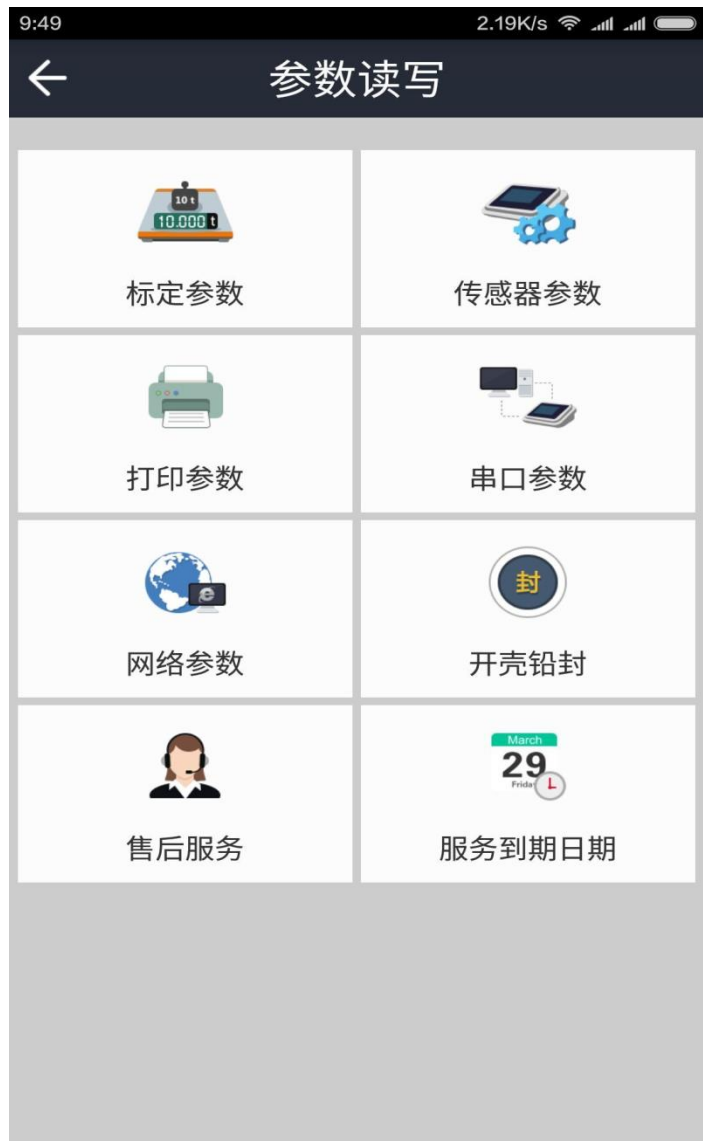 9:49
2.19K/s
参数读写
10 t
10.000 t
标定参数
传感器参数
打印参数
串口参数
网络参数
封
开壳铅封
售后服务
March
29
Friday
服务到期日期